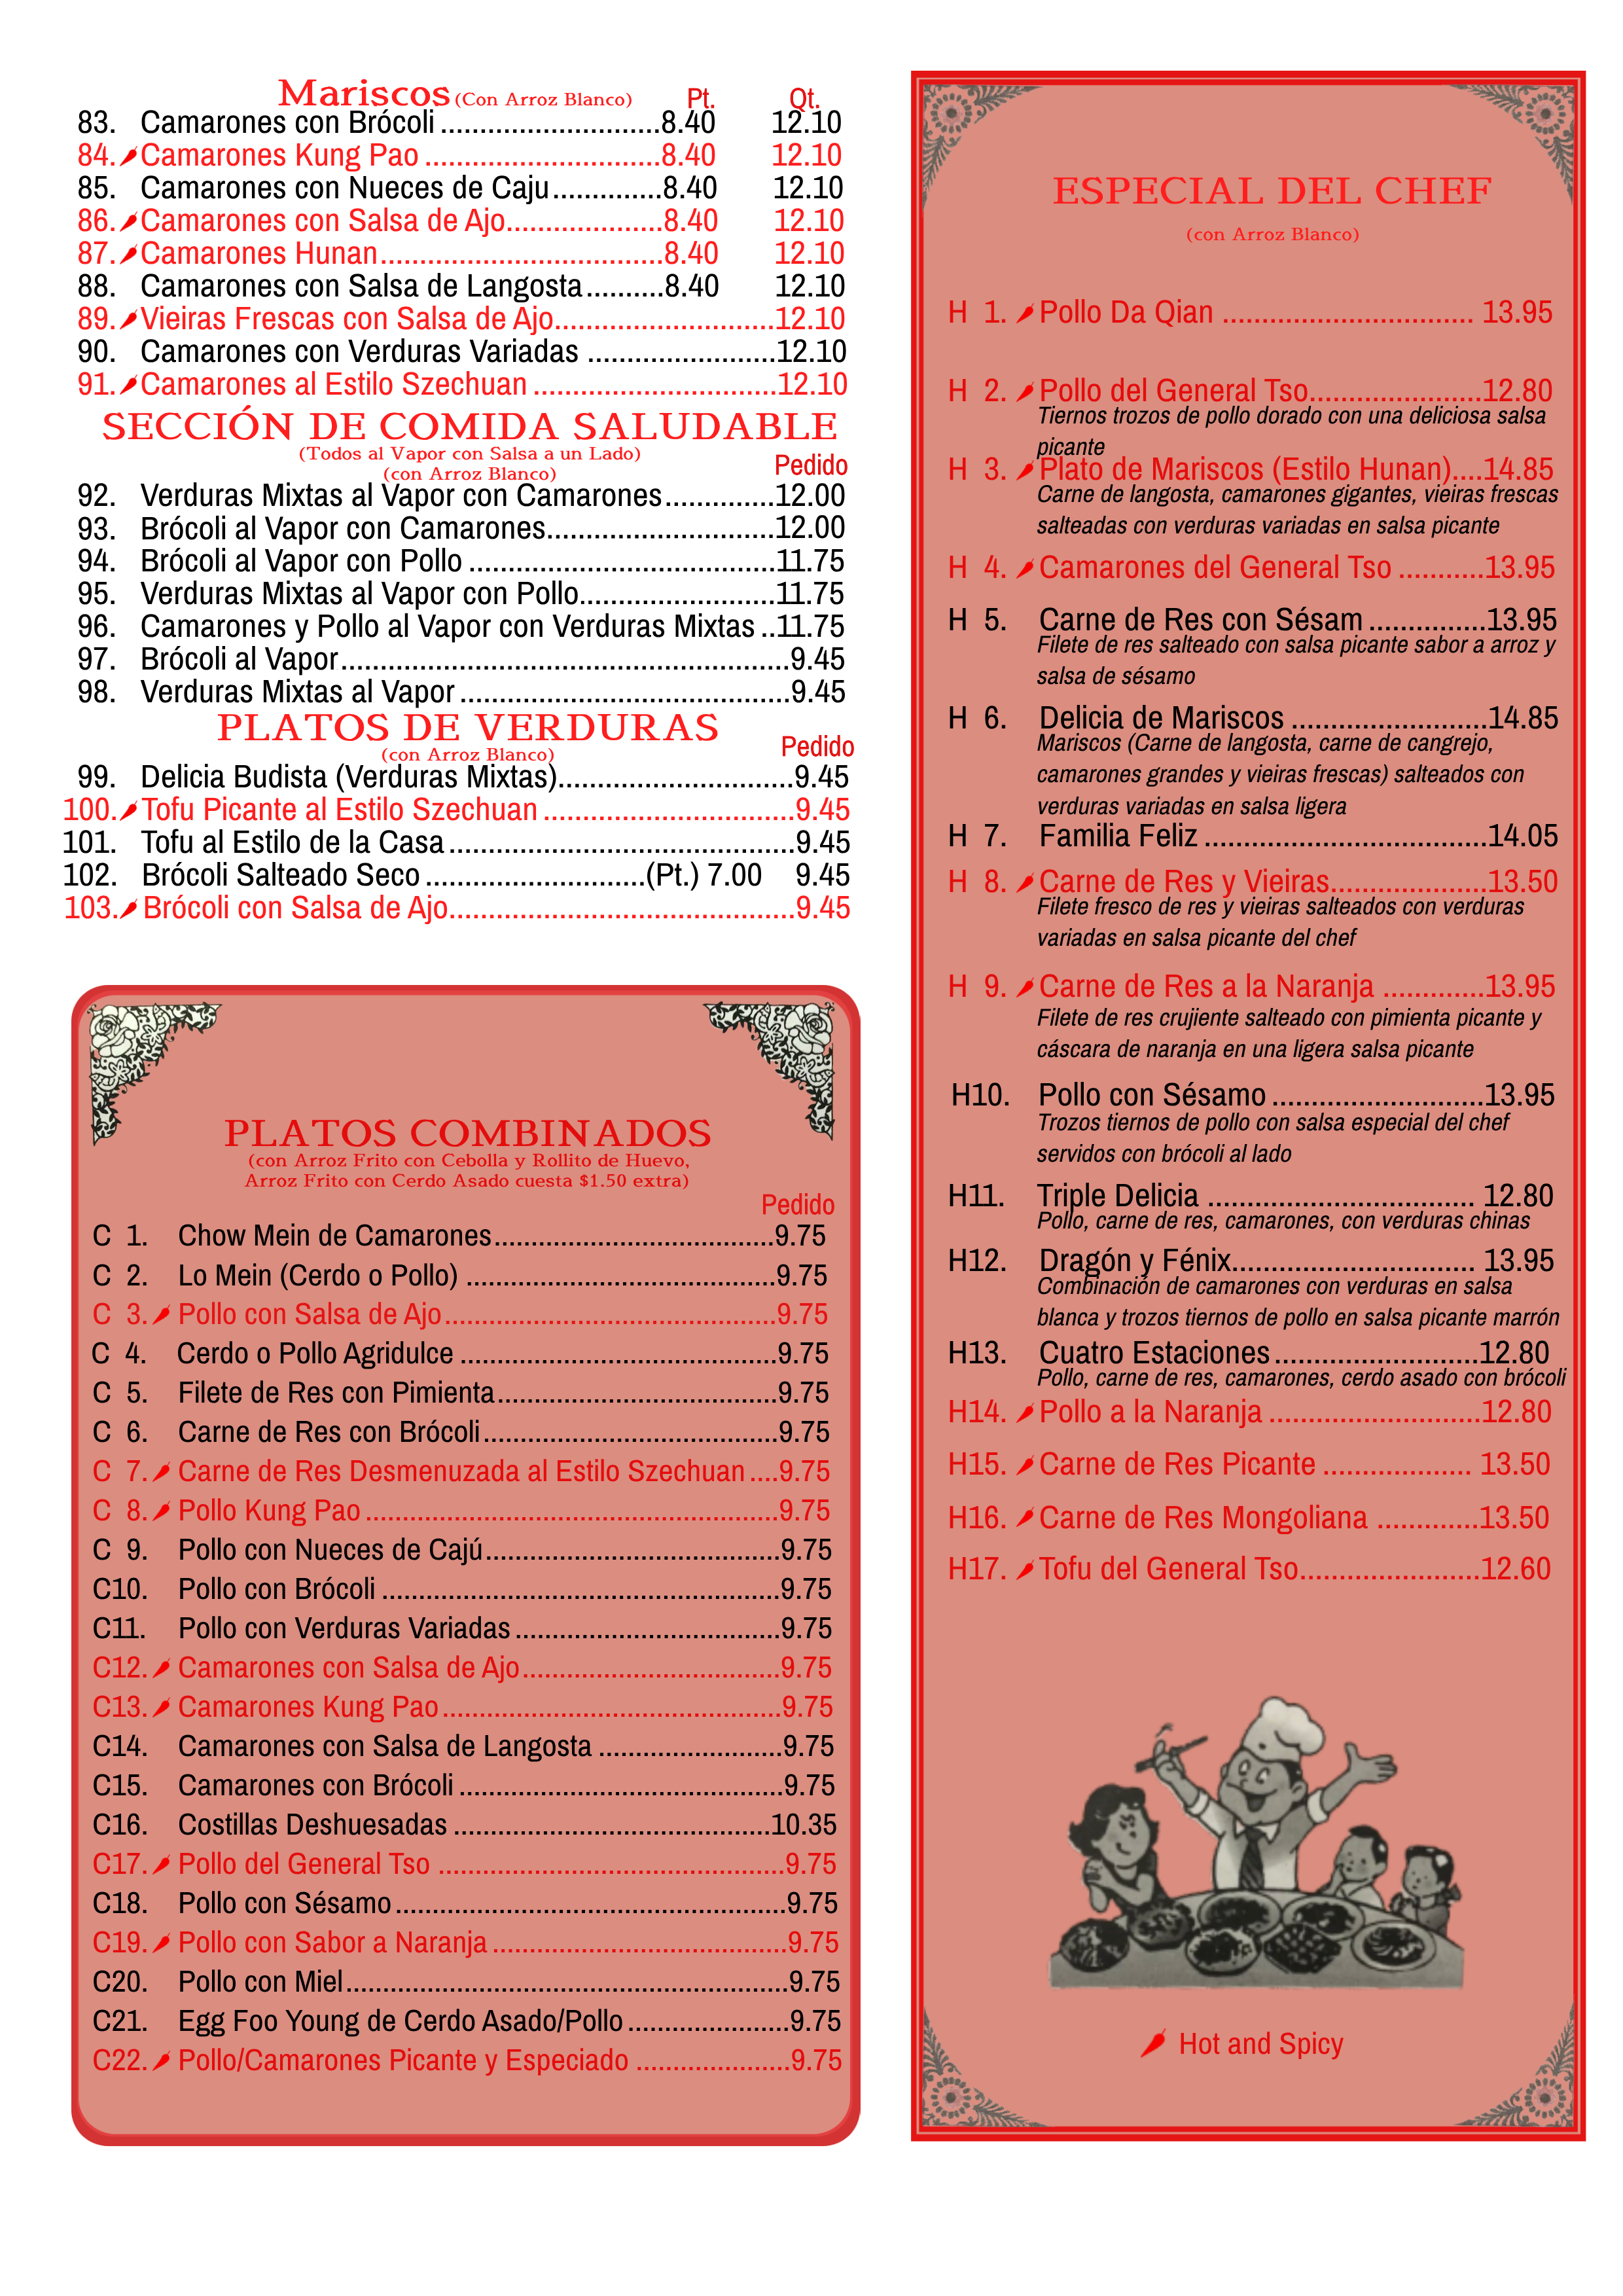 Mariscos (Con Arroz Blanco) Pt. Qt.
83. Camarones con Brócoli ............................8.40 12.10
84. Camarones Kung Pao ..............................8.40 12.10
85. Camarones con Nueces de Caju..............8.40 12.10
86. Camarones con Salsa de Ajo....................8.40 12.10
87. Camarones Hunan....................................8.40 12.10
88. Camarones con Salsa de Langosta..........8.40 12.10
89. Vieiras Frescas con Salsa de Ajo............................12.10
90. Camarones con Verduras Variadas ........................12.10
91. Camarones al Estilo Szechuan ...............................12.10
SECCIÓN DE COMIDA SALUDABLE
(Todos al Vapor con Salsa a un Lado)
(con Arroz Blanco) Pedido
92. Verduras Mixtas al Vapor con Camarones..............12.00
93. Brócoli al Vapor con Camarones.............................12.00
94. Brócoli al Vapor con Pollo .......................................11.75
95. Verduras Mixtas al Vapor con Pollo.........................11.75
96. Camarones y Pollo al Vapor con Verduras Mixtas ..11.75
97. Brócoli al Vapor.........................................................9.45
98. Verduras Mixtas al Vapor ..........................................9.45
PLATOS DE VERDURAS
(con Arroz Blanco) Pedido
99. Delicia Budista (Verduras Mixtas)..............................9.45
100. Tofu Picante al Estilo Szechuan ................................9.45
101. Tofu al Estilo de la Casa............................................9.45
102. Brócoli Salteado Seco ............................(Pt.) 7.00 9.45
103. Brócoli con Salsa de Ajo............................................9.45
PLATOS COMBINADOS
(con Arroz Frito con Cebolla y Rollito de Huevo,
Arroz Frito con Cerdo Asado cuesta $1.50 extra)
Pedido
C 1. Chow Mein de Camarones......................................9.75
C 2. Lo Mein (Cerdo o Pollo) ..........................................9.75
C 3. Pollo con Salsa de Ajo.............................................9.75
C 4. Cerdo o Pollo Agridulce ...........................................9.75
C 5. Filete de Res con Pimienta......................................9.75
C 6. Carne de Res con Brócoli........................................9.75
C 7. Carne de Res Desmenuzada al Estilo Szechuan ....9.75
C 8. Pollo Kung Pao ........................................................9.75
C 9. Pollo con Nueces de Cajú........................................9.75
C10. Pollo con Brócoli ......................................................9.75
C11. Pollo con Verduras Variadas ....................................9.75
C12. Camarones con Salsa de Ajo...................................9.75
C13. Camarones Kung Pao..............................................9.75
C14. Camarones con Salsa de Langosta .........................9.75
C15. Camarones con Brócoli ............................................9.75
C16. Costillas Deshuesadas ...........................................10.35
C17. Pollo del General Tso ...............................................9.75
C18. Pollo con Sésamo.....................................................9.75
C19. Pollo con Sabor a Naranja ........................................9.75
C20. Pollo con Miel............................................................9.75
C21. Egg Foo Young de Cerdo Asado/Pollo ......................9.75
C22. Pollo/Camarones Picante y Especiado .....................9.75
ESPECIAL DEL CHEF
(con Arroz Blanco)
H 1. Pollo Da Qian ................................ 13.95
H 2. Pollo del General Tso......................12.80
Tiernos trozos de pollo dorado con una deliciosa salsa
picante
H 3. Plato de Mariscos (Estilo Hunan)....14.85
Carne de langosta, camarones gigantes, vieiras frescas
salteadas con verduras variadas en salsa picante
H 4. Camarones del General Tso ...........13.95
H 5. Carne de Res con Sésam ...............13.95
Filete de res salteado con salsa picante sabor a arroz y
salsa de sésamo
H 6. Delicia de Mariscos .........................14.85
Mariscos (Carne de langosta, carne de cangrejo,
camarones grandes y vieiras frescas) salteados con
verduras variadas en salsa ligera
H 7. Familia Feliz ....................................14.05
H 8. Carne de Res y Vieiras....................13.50
Filete fresco de res y vieiras salteados con verduras
variadas en salsa picante del chef
H 9. Carne de Res a la Naranja .............13.95
Filete de res crujiente salteado con pimienta picante y
cáscara de naranja en una ligera salsa picante
H10. Pollo con Sésamo...........................13.95
Trozos tiernos de pollo con salsa especial del chef
servidos con brócoli al lado
H11. Triple Delicia .................................. 12.80
Pollo, carne de res, camarones, con verduras chinas
H12. Dragón y Fénix............................... 13.95
Combinación de camarones con verduras en salsa
blanca y trozos tiernos de pollo en salsa picante marrón
H13. Cuatro Estaciones..........................12.80
Pollo, carne de res, camarones, cerdo asado con brócoli
H14. Pollo a la Naranja ...........................12.80
H15. Carne de Res Picante ................... 13.50
H16. Carne de Res Mongoliana .............13.50
H17. Tofu del General Tso.......................12.60
Hot and Spicy